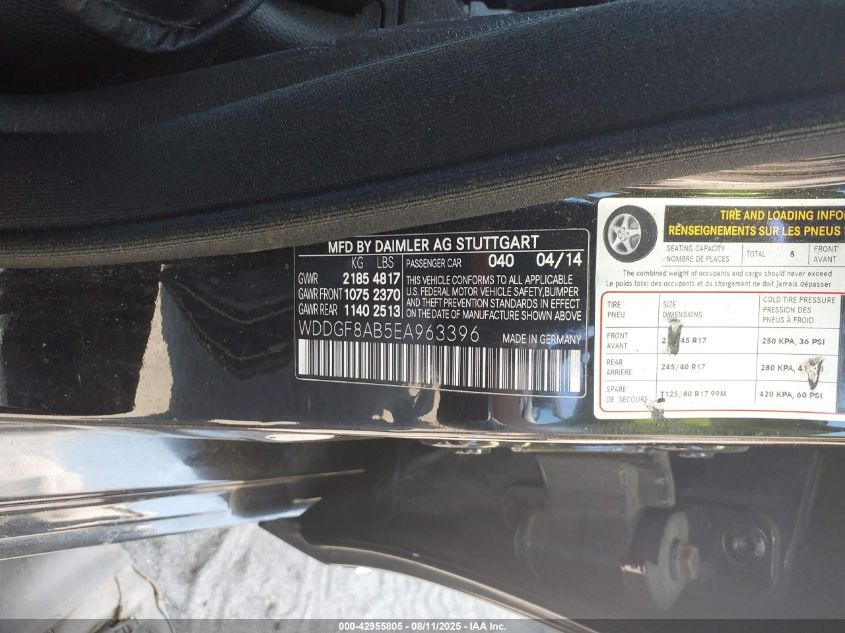 MFD BY DAIMLER AG STUTTGART
KG LBS PASSENGER CAR 040 04/14
GVWR 2185 4817
GAWR FRONT 1075 2370
GAWR REAR 1140 2513
THIS VEHICLE CONFORMS TO ALL APPLICABLE
U.S. FEDERAL MOTOR VEHICLE SAFETY, BUMPER
AND THEFT PREVENTION STANDARDS IN EFFECT
ON THE DATE OF MANUFACTURE SHOWN ABOVE
WDDGF8AB5EA963396 MADE IN GERMANY
TIRE AND LOADING INFO
RENSEIGNEMENTS SUR LES PNEUS
SEATING CAPACITY
NOMBRE DE PLACES
TOTAL 5
FRONT
AVANT
The combined weight of occupants and cargo should never exceed
Le poids total des occupants et du chargement ne doit jamais dépasser
TIRE
PNEU
SIZE
DIMENSIONS
COLD TIRE PRESSURE
PRESSION DES
PNEUS À FROID
FRONT
AVANT
45 R17
250 KPA, 36 PSI
REAR
ARRIÈRE
245/40 R17
280 KPA,
SPARE
DE SECOURS
T125/80 R17 99M
420 KPA, 60 PSI
000-42955805 - 08/11/2025 - © IAA Inc.